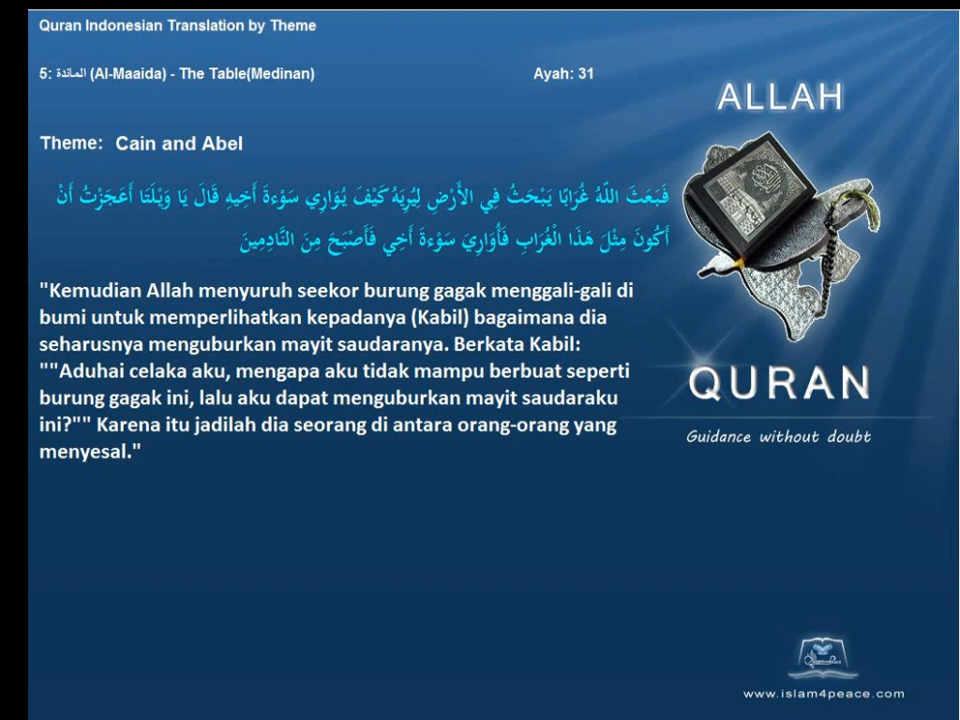 Quran Indonesian Translation by Theme
5: المائدة (Al-Maaida) - The Table(Medinan) Ayah: 31
ALLAH
Theme: Cain and Abel
فَبَعَثَ اللّهُ غُرَابًا يَبْحَثُ فِي الأَرْضِ لِيُرِيَهُ كَيْفَ يُوَارِي سَوْءةَ أَخِيهِ قَالَ يَا وَيْلَتَا أَعَجَزْتُ أَنْ
أَكُونَ مِثْلَ هَذَا الْغُرَابِ فَأُوَارِيَ سَوْءةَ أَخِي فَأَصْبَحَ مِنَ النَّادِمِينَ
"Kemudian Allah menyuruh seekor burung gagak menggali-gali di
bumi untuk memperlihatkan kepadanya (Kabil) bagaimana dia
seharusnya menguburkan mayit saudaranya. Berkata Kabil:
""Aduhai celaka aku, mengapa aku tidak mampu berbuat seperti
burung gagak ini, lalu aku dapat menguburkan mayit saudaraku
ini?"" Karena itu jadilah dia seorang di antara orang-orang yang
menyesal."
QURAN
Guidance without doubt
www.islam4peace.com